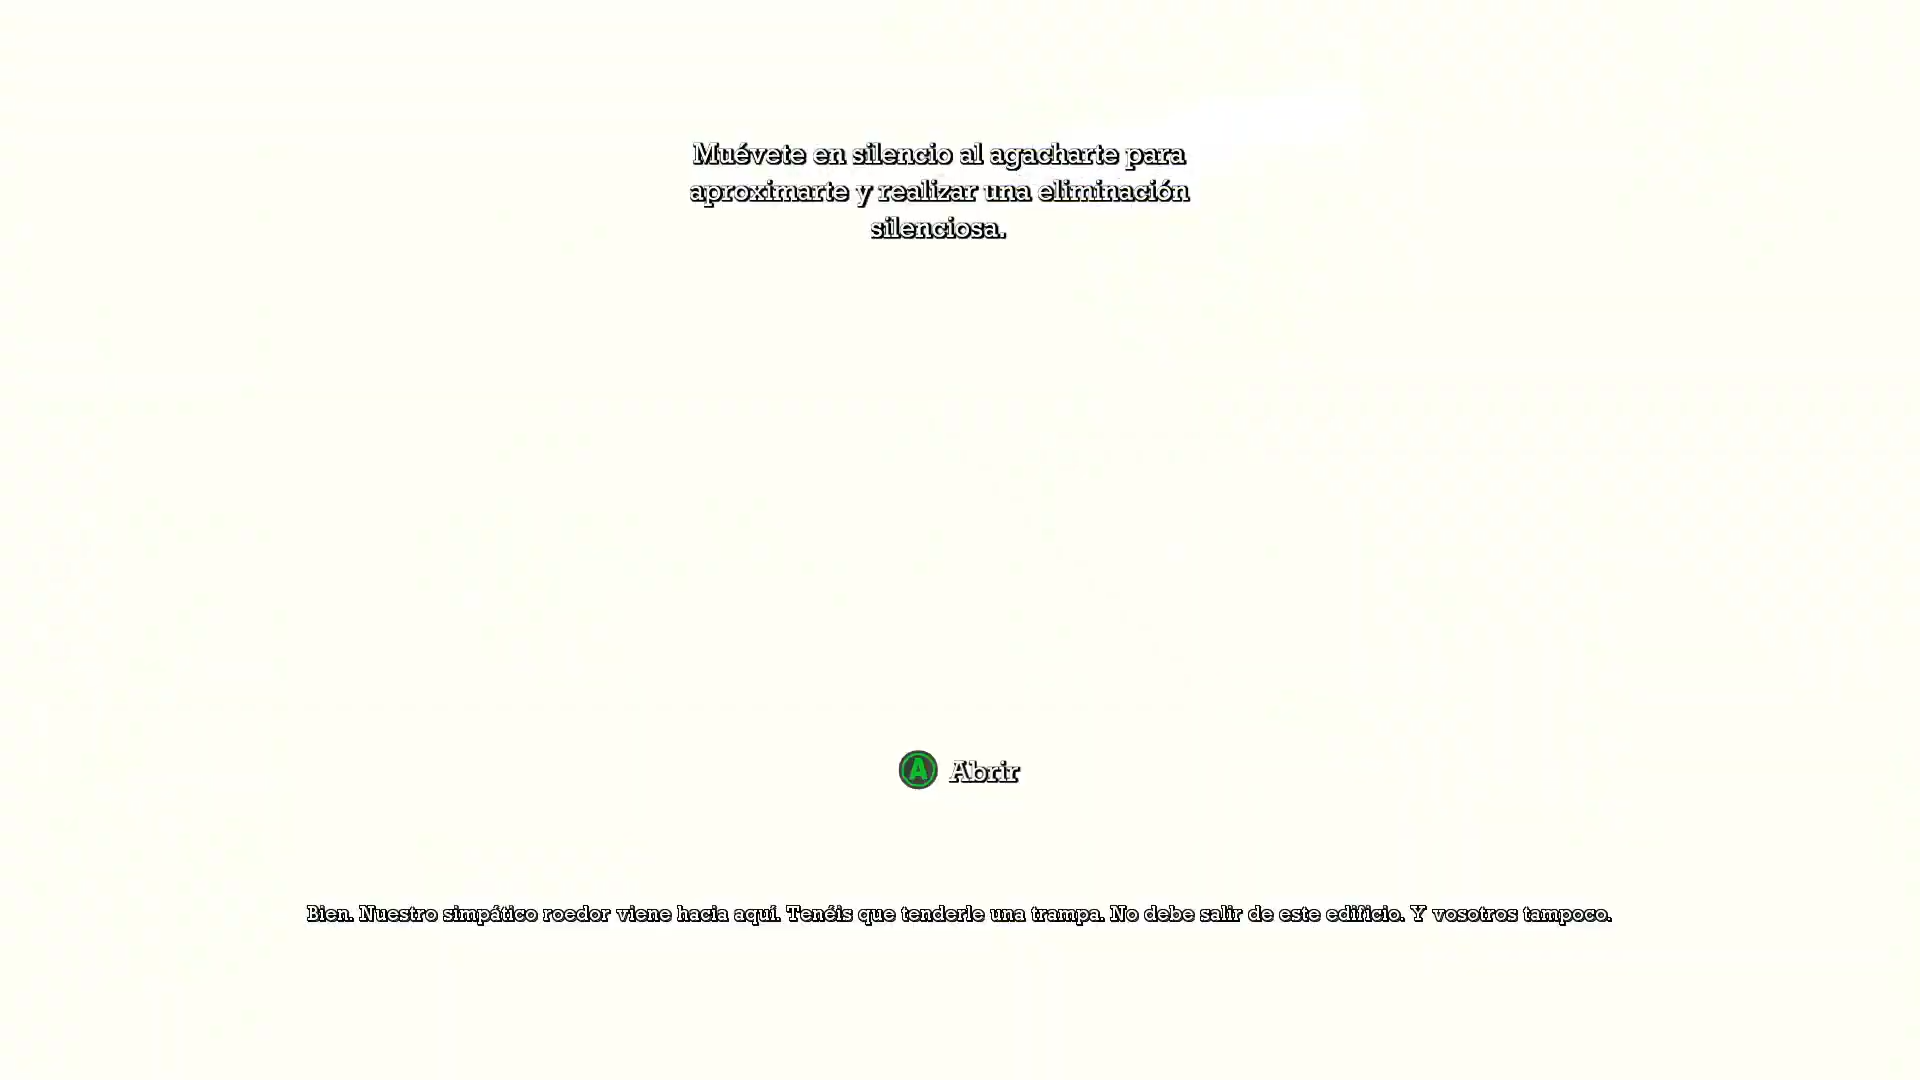 Muévete en silencio al agacharte para
aproximarte y realizar una eliminación
silenciosa.
A Abrir
Bien. Nuestro simpático roedor viene hacia aquí. Tenéis que tenderle una trampa. No debe salir de este edificio. Y vosotros tampoco.